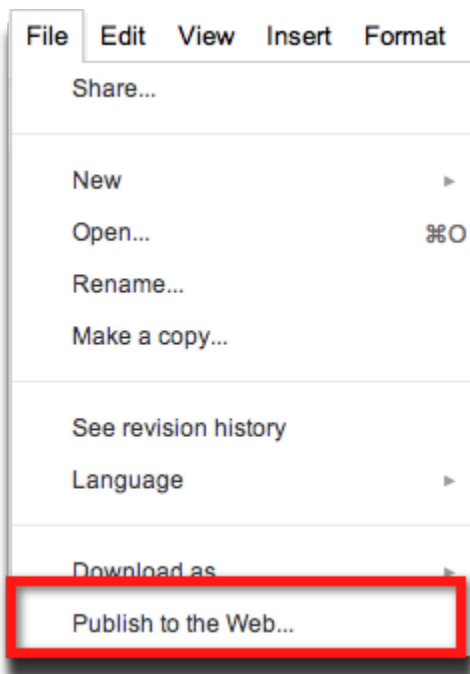 File Edit View Insert Format
Share...
New
Open... ⌘O
Rename...
Make a copy...
See revision history
Language
Download as
Publish to the Web...